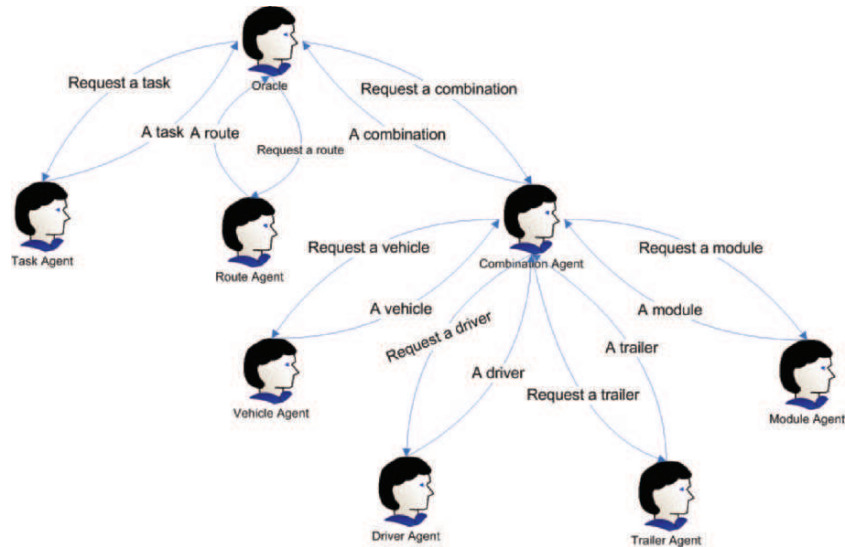 Request a task
Oracle
Request a combination
A task
A route
Request a route
A combination
Task Agent
Route Agent
Request a vehicle
Combination Agent
Request a module
A vehicle
Request a driver
A module
A trailer
A driver
Request a trailer
Vehicle Agent
Module Agent
Driver Agent
Trailer Agent